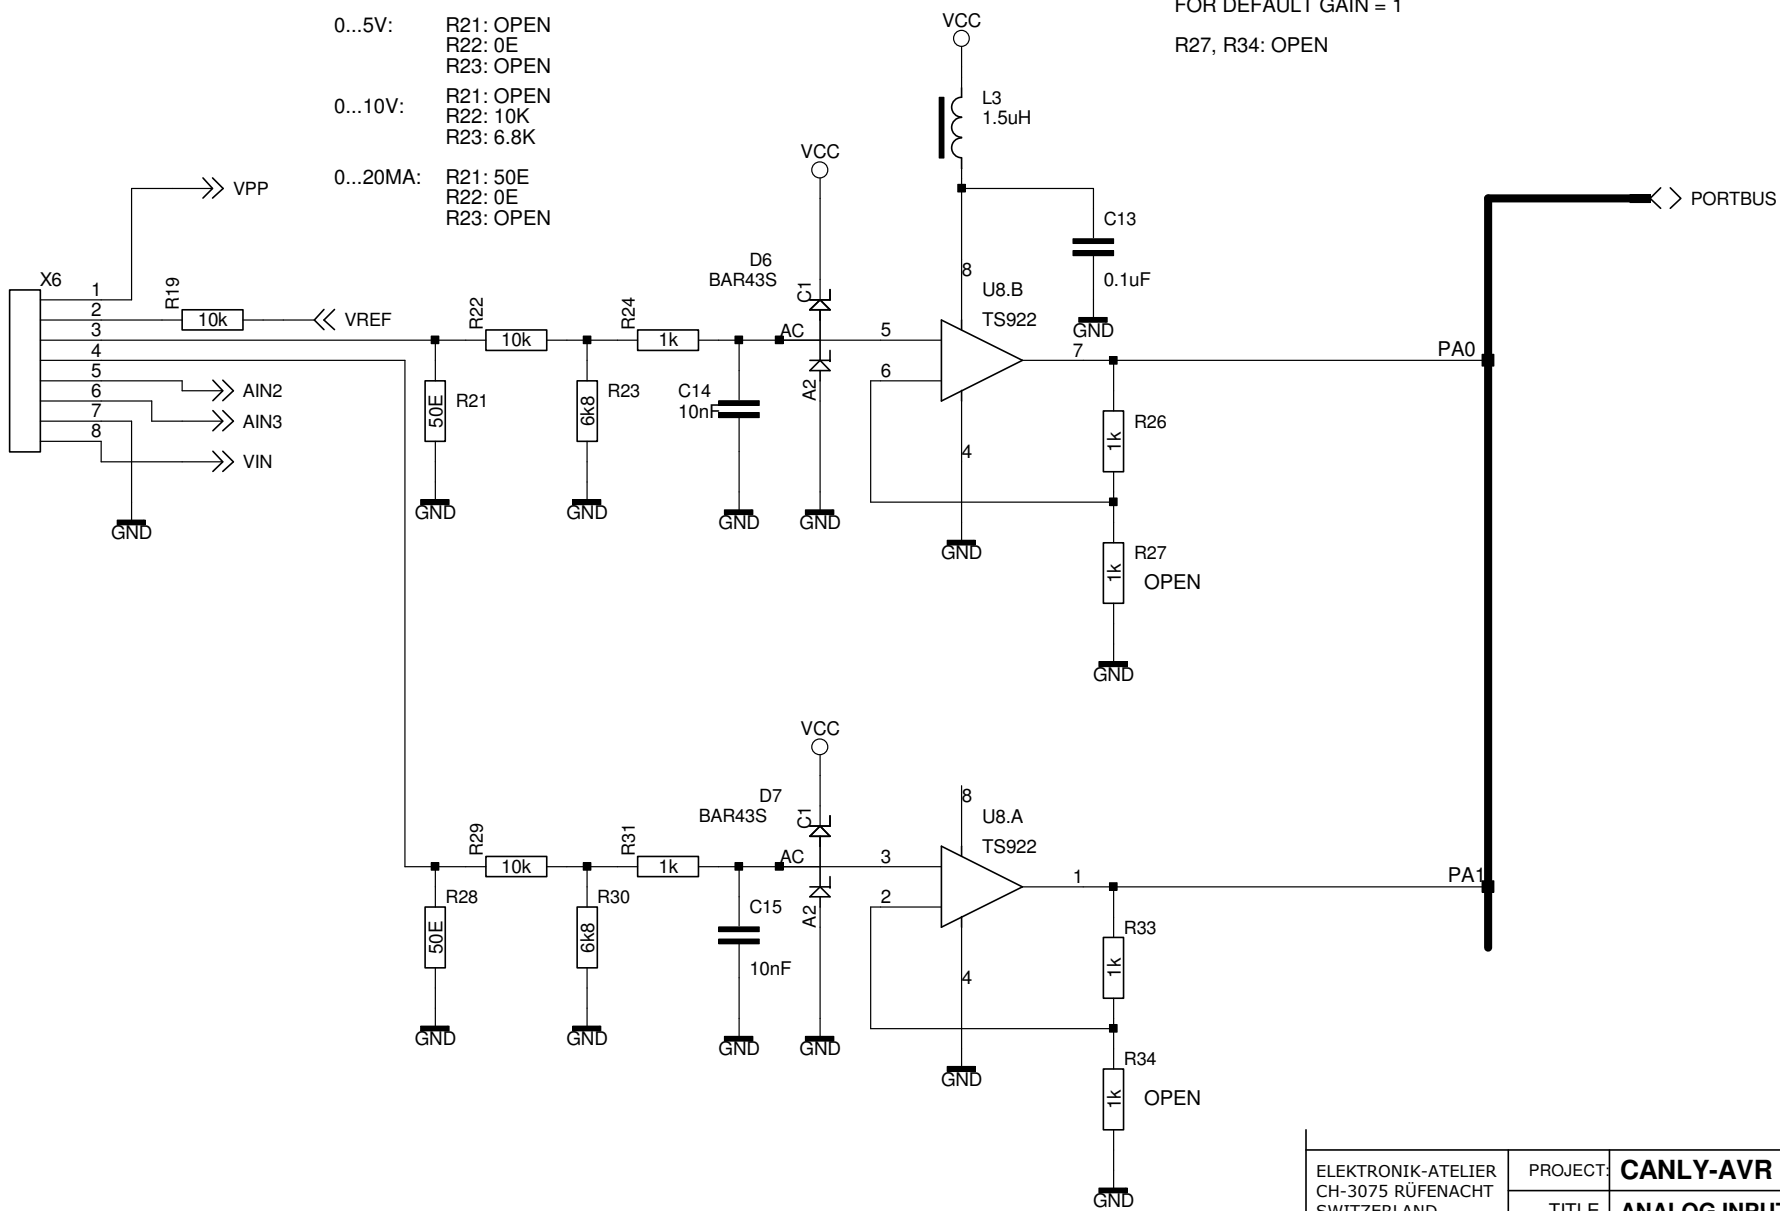 0...5V: R21: OPEN
R22: 0E
R23: OPEN
0...10V: R21: OPEN
R22: 10K
R23: 6.8K
0...20MA: R21: 50E
R22: 0E
R23: OPEN
FOR DEFAULT GAIN = 1
R27, R34: OPEN
VCC
L3
1.5uH
VCC
VPP
PORTBUS
C13
0.1uF
GND
X6
1
2
3
4
5
6
7
8
R19
10k
VREF
AIN2
AIN3
VIN
GND
R22
10k
R24
1k
D6
BAR43S
C1
AC
A2
R21
50E
GND
R23
6k8
GND
C14
10nF
GND
GND
5
6
8
4
7
U8.B
TS922
GND
PA0
R26
1k
R27
1k
OPEN
GND
VCC
D7
BAR43S
C1
AC
A2
R29
10k
R31
1k
R28
50E
GND
R30
6k8
GND
C15
10nF
GND
GND
3
2
8
4
1
U8.A
TS922
GND
PA1
R33
1k
R34
1k
OPEN
GND
ELEKTRONIK-ATELIER
CH-3075 RÜFENACHT
SWITZERLAND
PROJECT: CANLY-AVR
TITLE ANALOG INPUT